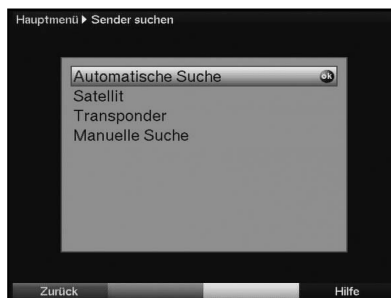 Hauptmenü ▶ Sender suchen
Automatische Suche ok
Satellit
Transponder
Manuelle Suche
Zurück Hilfe